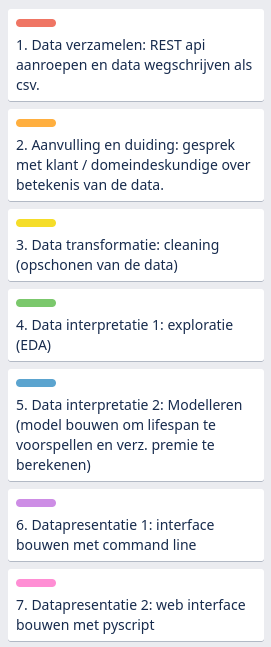 1. Data verzamelen: REST api
aanroepen en data wegschrijven als
csv.
2. Aanvulling en duiding: gesprek
met klant / domeindeskundige over
betekenis van de data.
3. Data transformatie: cleaning
(opschonen van de data)
4. Data interpretatie 1: exploratie
(EDA)
5. Data interpretatie 2: Modelleren
(model bouwen om lifespan te
voorspellen en verz. premie te
berekenen)
6. Datapresentatie 1: interface
bouwen met command line
7. Datapresentatie 2: web interface
bouwen met pyscript